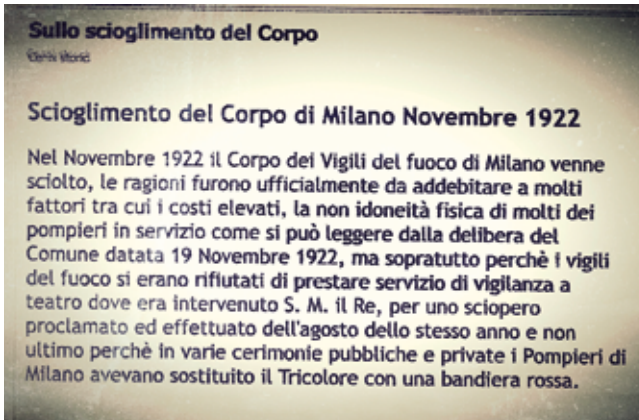 Sullo scioglimento del Corpo
Cenni storici
Scioglimento del Corpo di Milano Novembre 1922
Nel Novembre 1922 il Corpo dei Vigili del fuoco di Milano venne
sciolto, le ragioni furono ufficialmente da addebitare a molti
fattori tra cui i costi elevati, la non idoneità fisica di molti dei
pompieri in servizio come si può leggere dalla delibera del
Comune datata 19 Novembre 1922, ma sopratutto perchè i vigili
del fuoco si erano rifiutati di prestare servizio di vigilanza a
teatro dove era intervenuto S. M. il Re, per uno sciopero
proclamato ed effettuato dell'agosto dello stesso anno e non
ultimo perchè in varie cerimonie pubbliche e private i Pompieri di
Milano avevano sostituito il Tricolore con una bandiera rossa.